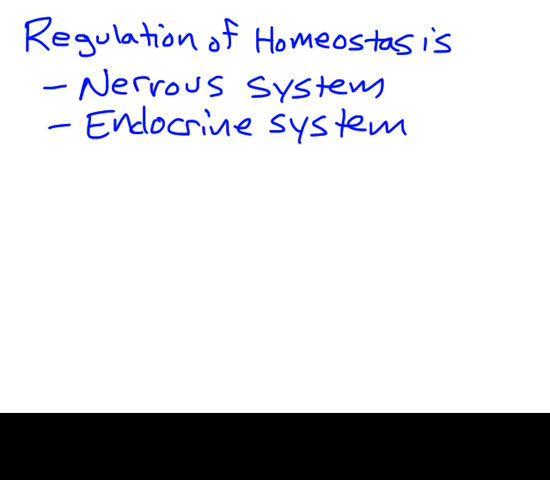 Regulation of Homeostasis
- Nervous system
- Endocrine system